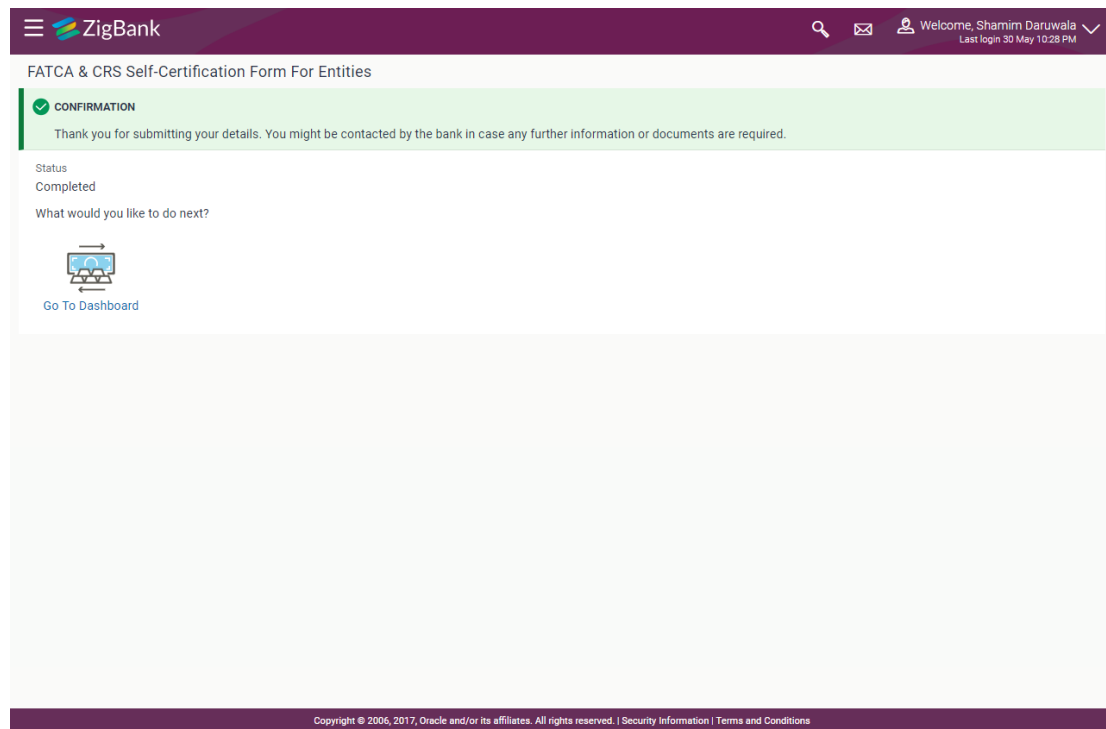 ZigBank
Welcome, Shamim Daruwala
Last login 30 May 10:28 PM
FATCA & CRS Self-Certification Form For Entities
CONFIRMATION
Thank you for submitting your details. You might be contacted by the bank in case any further information or documents are required.
Status
Completed
What would you like to do next?
Go To Dashboard
Copyright © 2006, 2017, Oracle and/or its affiliates. All rights reserved. | Security Information | Terms and Conditions